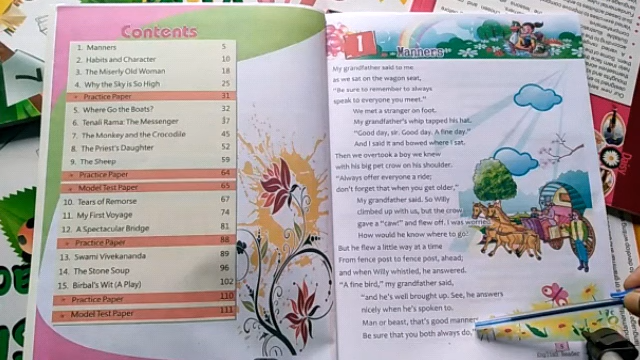 Contents
1. Manners 5
2. Habits and Character 10
3. The Miserly Old Woman 18
4. Why the Sky is so High 25
Practice Paper 31
5. Where Go the Boats? 32
6. Tenali Rama: The Messenger 37
7. The Monkey and the Crocodile 45
8. The Priest's Daughter 52
9. The Sheep 59
Practice Paper 64
Model Test Paper 65
10. Tears of Remorse 67
11. My First Voyage 74
12. A Spectacular Bridge 81
Practice Paper 88
13. Swami Vivekananda 89
14. The Stone Soup 96
15. Birbal's Wit (A Play) 102
Practice Paper 110
Model Test Paper 111
1
Manners
My grandfather said to me
as we sat on the wagon seat,
"Be sure to remember to always
speak to everyone you meet."
We met a stranger on foot,
My grandfather's whip tapped his hat.
"Good day, sir. Good day. A fine day."
And I said it and bowed where I sat.
Then we overtook a boy we knew
with his big pet crow on his shoulder.
"Always offer everyone a ride;
don't forget that when you get older,"
My grandfather said. So Willy
climbed up with us, but the crow
gave a "caw!" and flew off. I was worried.
How would he know where to go?
But he flew a little way at a time
From fence post to fence post, ahead;
and when Willy whistled, he answered.
"A fine bird," my grandfather said,
"and he's well brought up. See, he answers
nicely when he's spoken to.
Man or beast, that's good manners
Be sure that you both always do."
English Reader